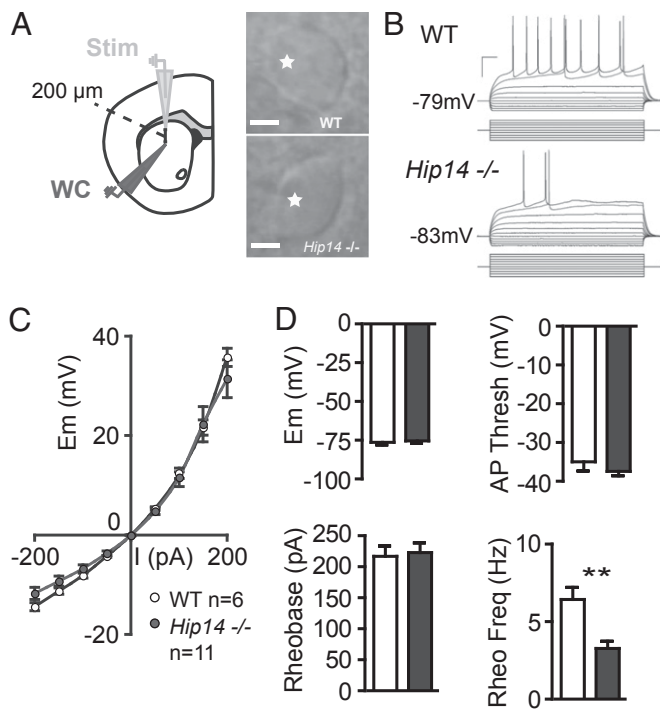 A
Stim
200 µm
WC
WT
Hip14 -/-
B
WT
-79mV
Hip14 -/-
-83mV
C
40
20
0
-20
-200
200
Em (mV)
I (pA)
WT n=6
Hip14 -/-
n=11
D
0
-25
-50
-75
-100
Em (mV)
0
-10
-20
-30
-40
AP Thresh (mV)
250
200
150
100
50
0
Rheobase (pA)
10
5
0
Rheo Freq (Hz)
**